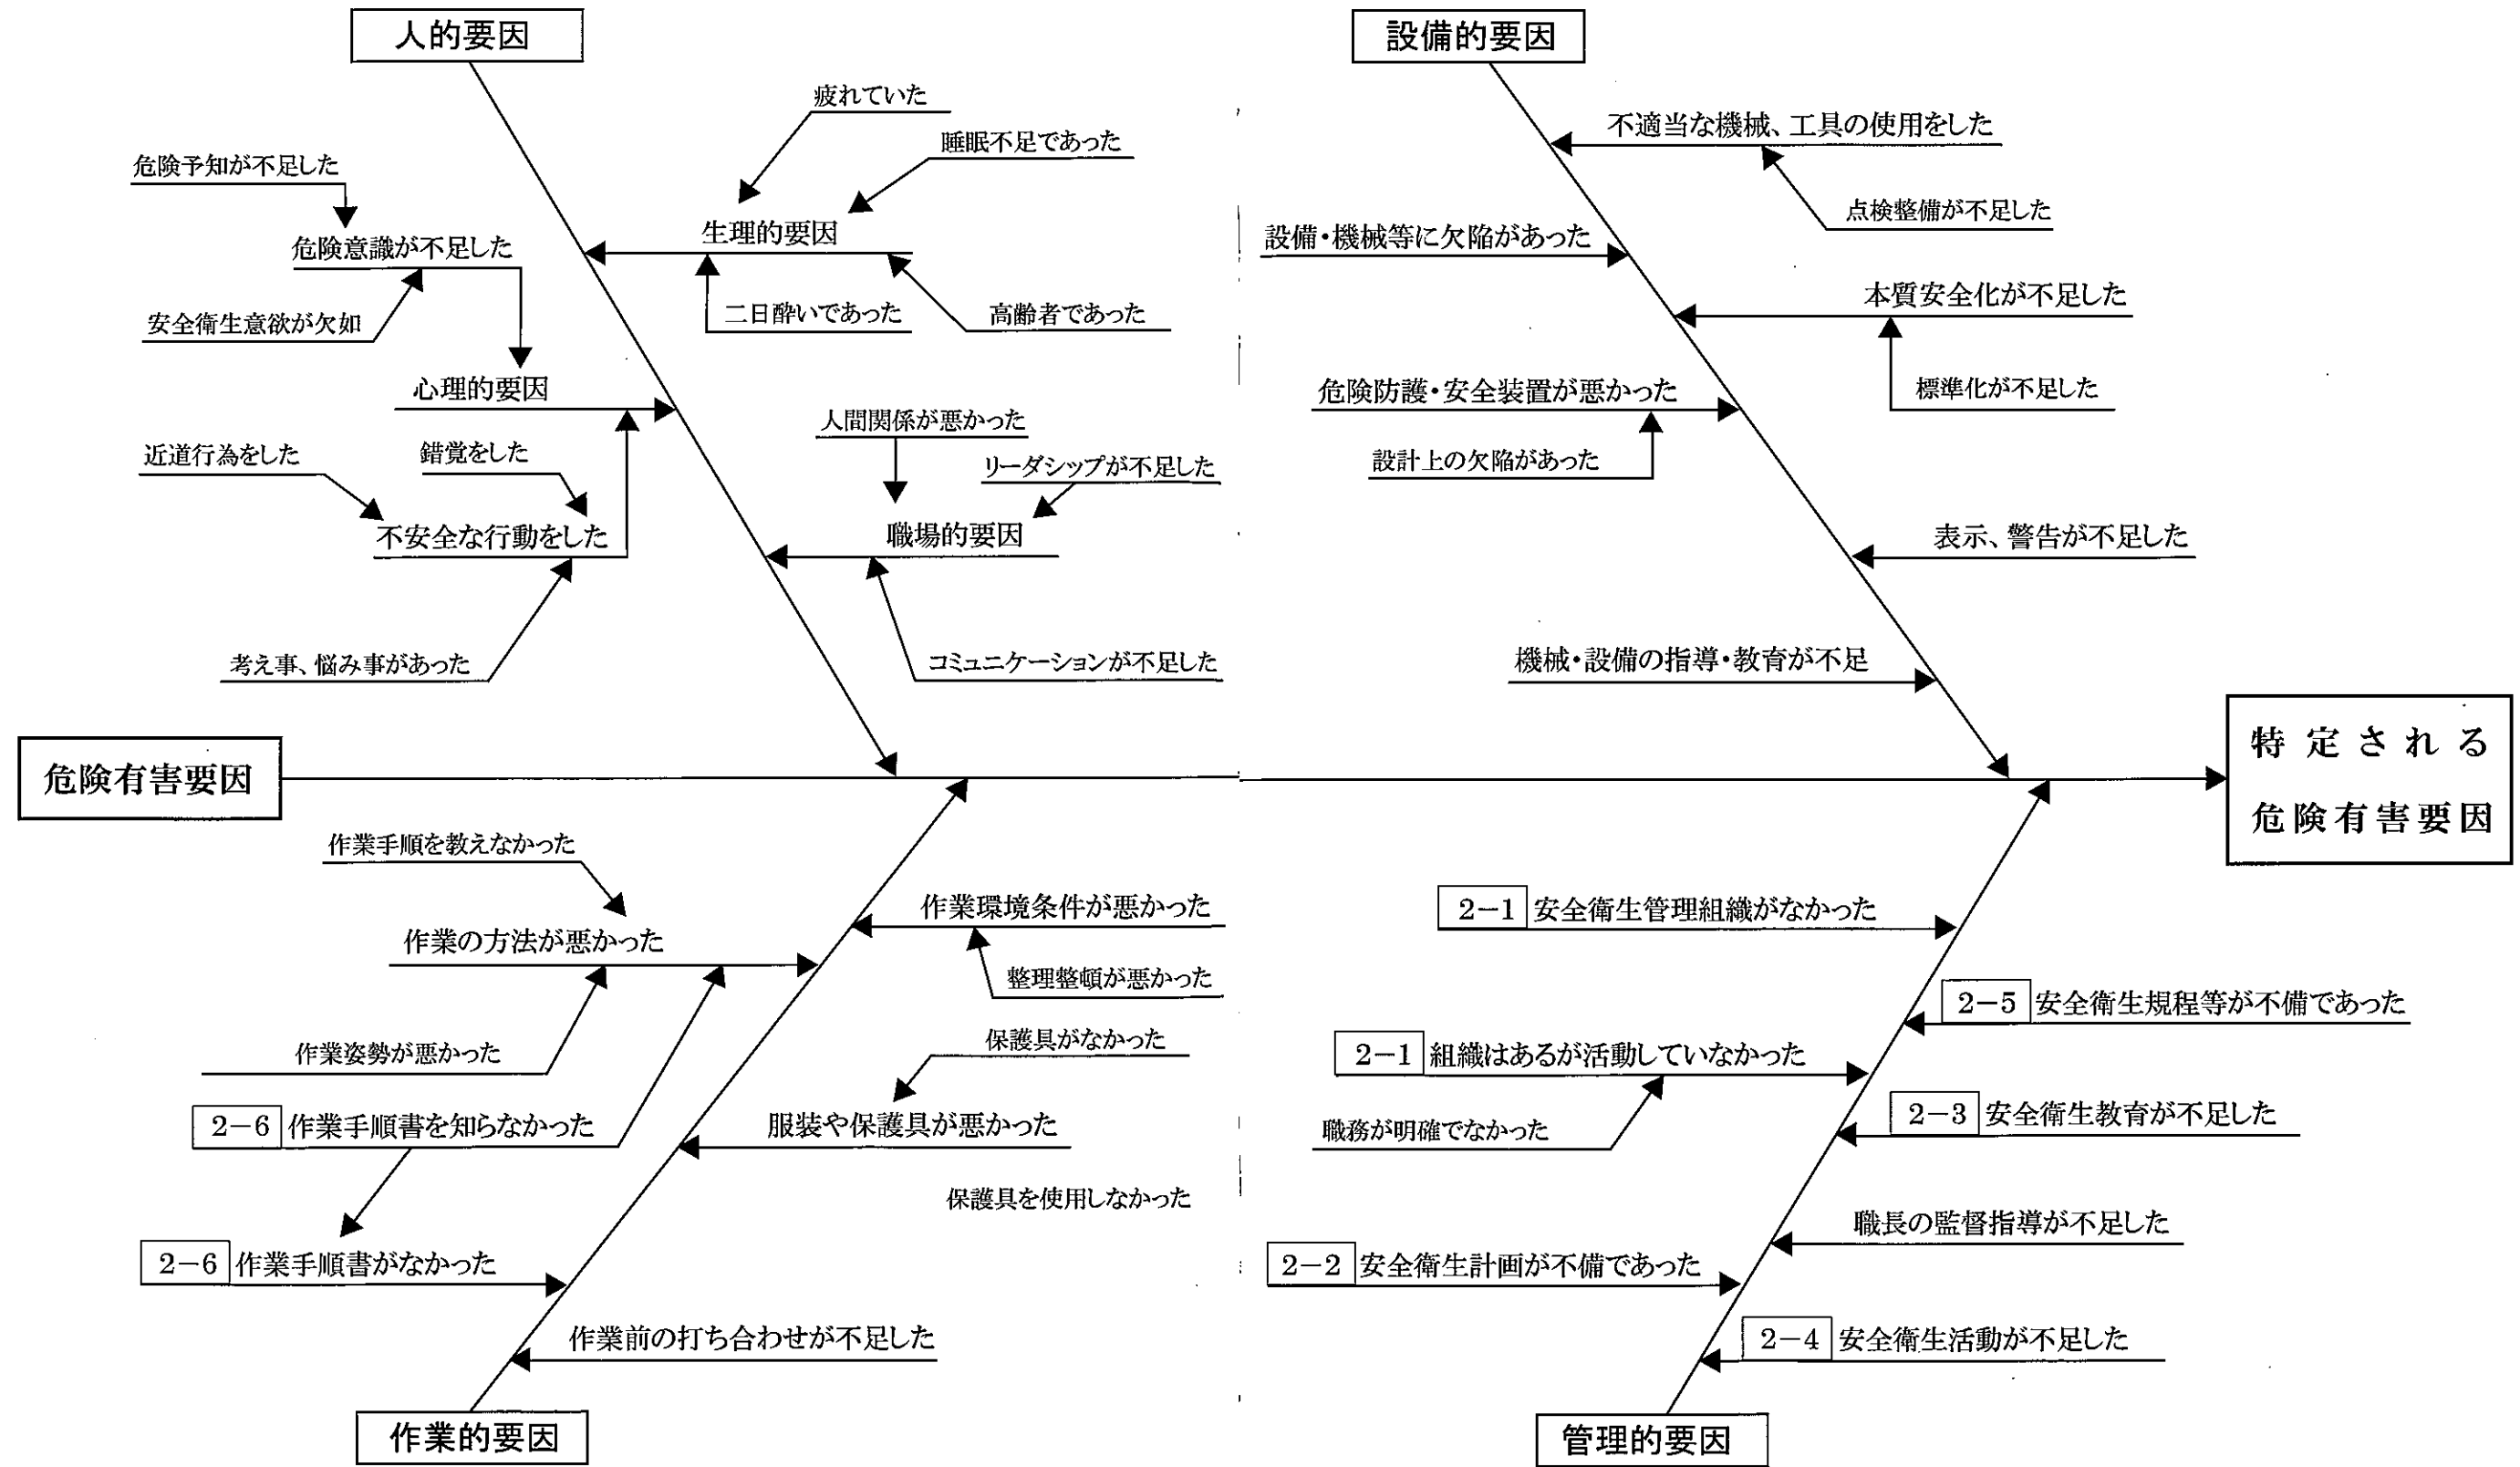 人的要因
疲れていた
睡眠不足であった
危険予知が不足した
生理的要因
危険意識が不足した
安全衛生意欲が欠如
二日酔いであった
高齢者であった
心理的要因
人間関係が悪かった
近道行為をした
錯覚をした
リーダシップが不足した
不安全な行動をした
職場的要因
考え事、悩み事があった
コミュニケーションが不足した
設備的要因
不適当な機械、工具の使用をした
点検整備が不足した
設備・機械等に欠陥があった
本質安全化が不足した
危険防護・安全装置が悪かった
標準化が不足した
設計上の欠陥があった
表示、警告が不足した
機械・設備の指導・教育が不足
危険有害要因
特定される
危険有害要因
作業手順を教えなかった
作業環境条件が悪かった
作業の方法が悪かった
整理整頓が悪かった
作業姿勢が悪かった
保護具がなかった
2-6 作業手順書を知らなかった
服装や保護具が悪かった
保護具を使用しなかった
2-6 作業手順書がなかった
作業前の打ち合わせが不足した
作業的要因
2-1 安全衛生管理組織がなかった
2-5 安全衛生規程等が不備であった
2-1 組織はあるが活動していなかった
2-3 安全衛生教育が不足した
職務が明確でなかった
職長の監督指導が不足した
2-2 安全衛生計画が不備であった
2-4 安全衛生活動が不足した
管理的要因